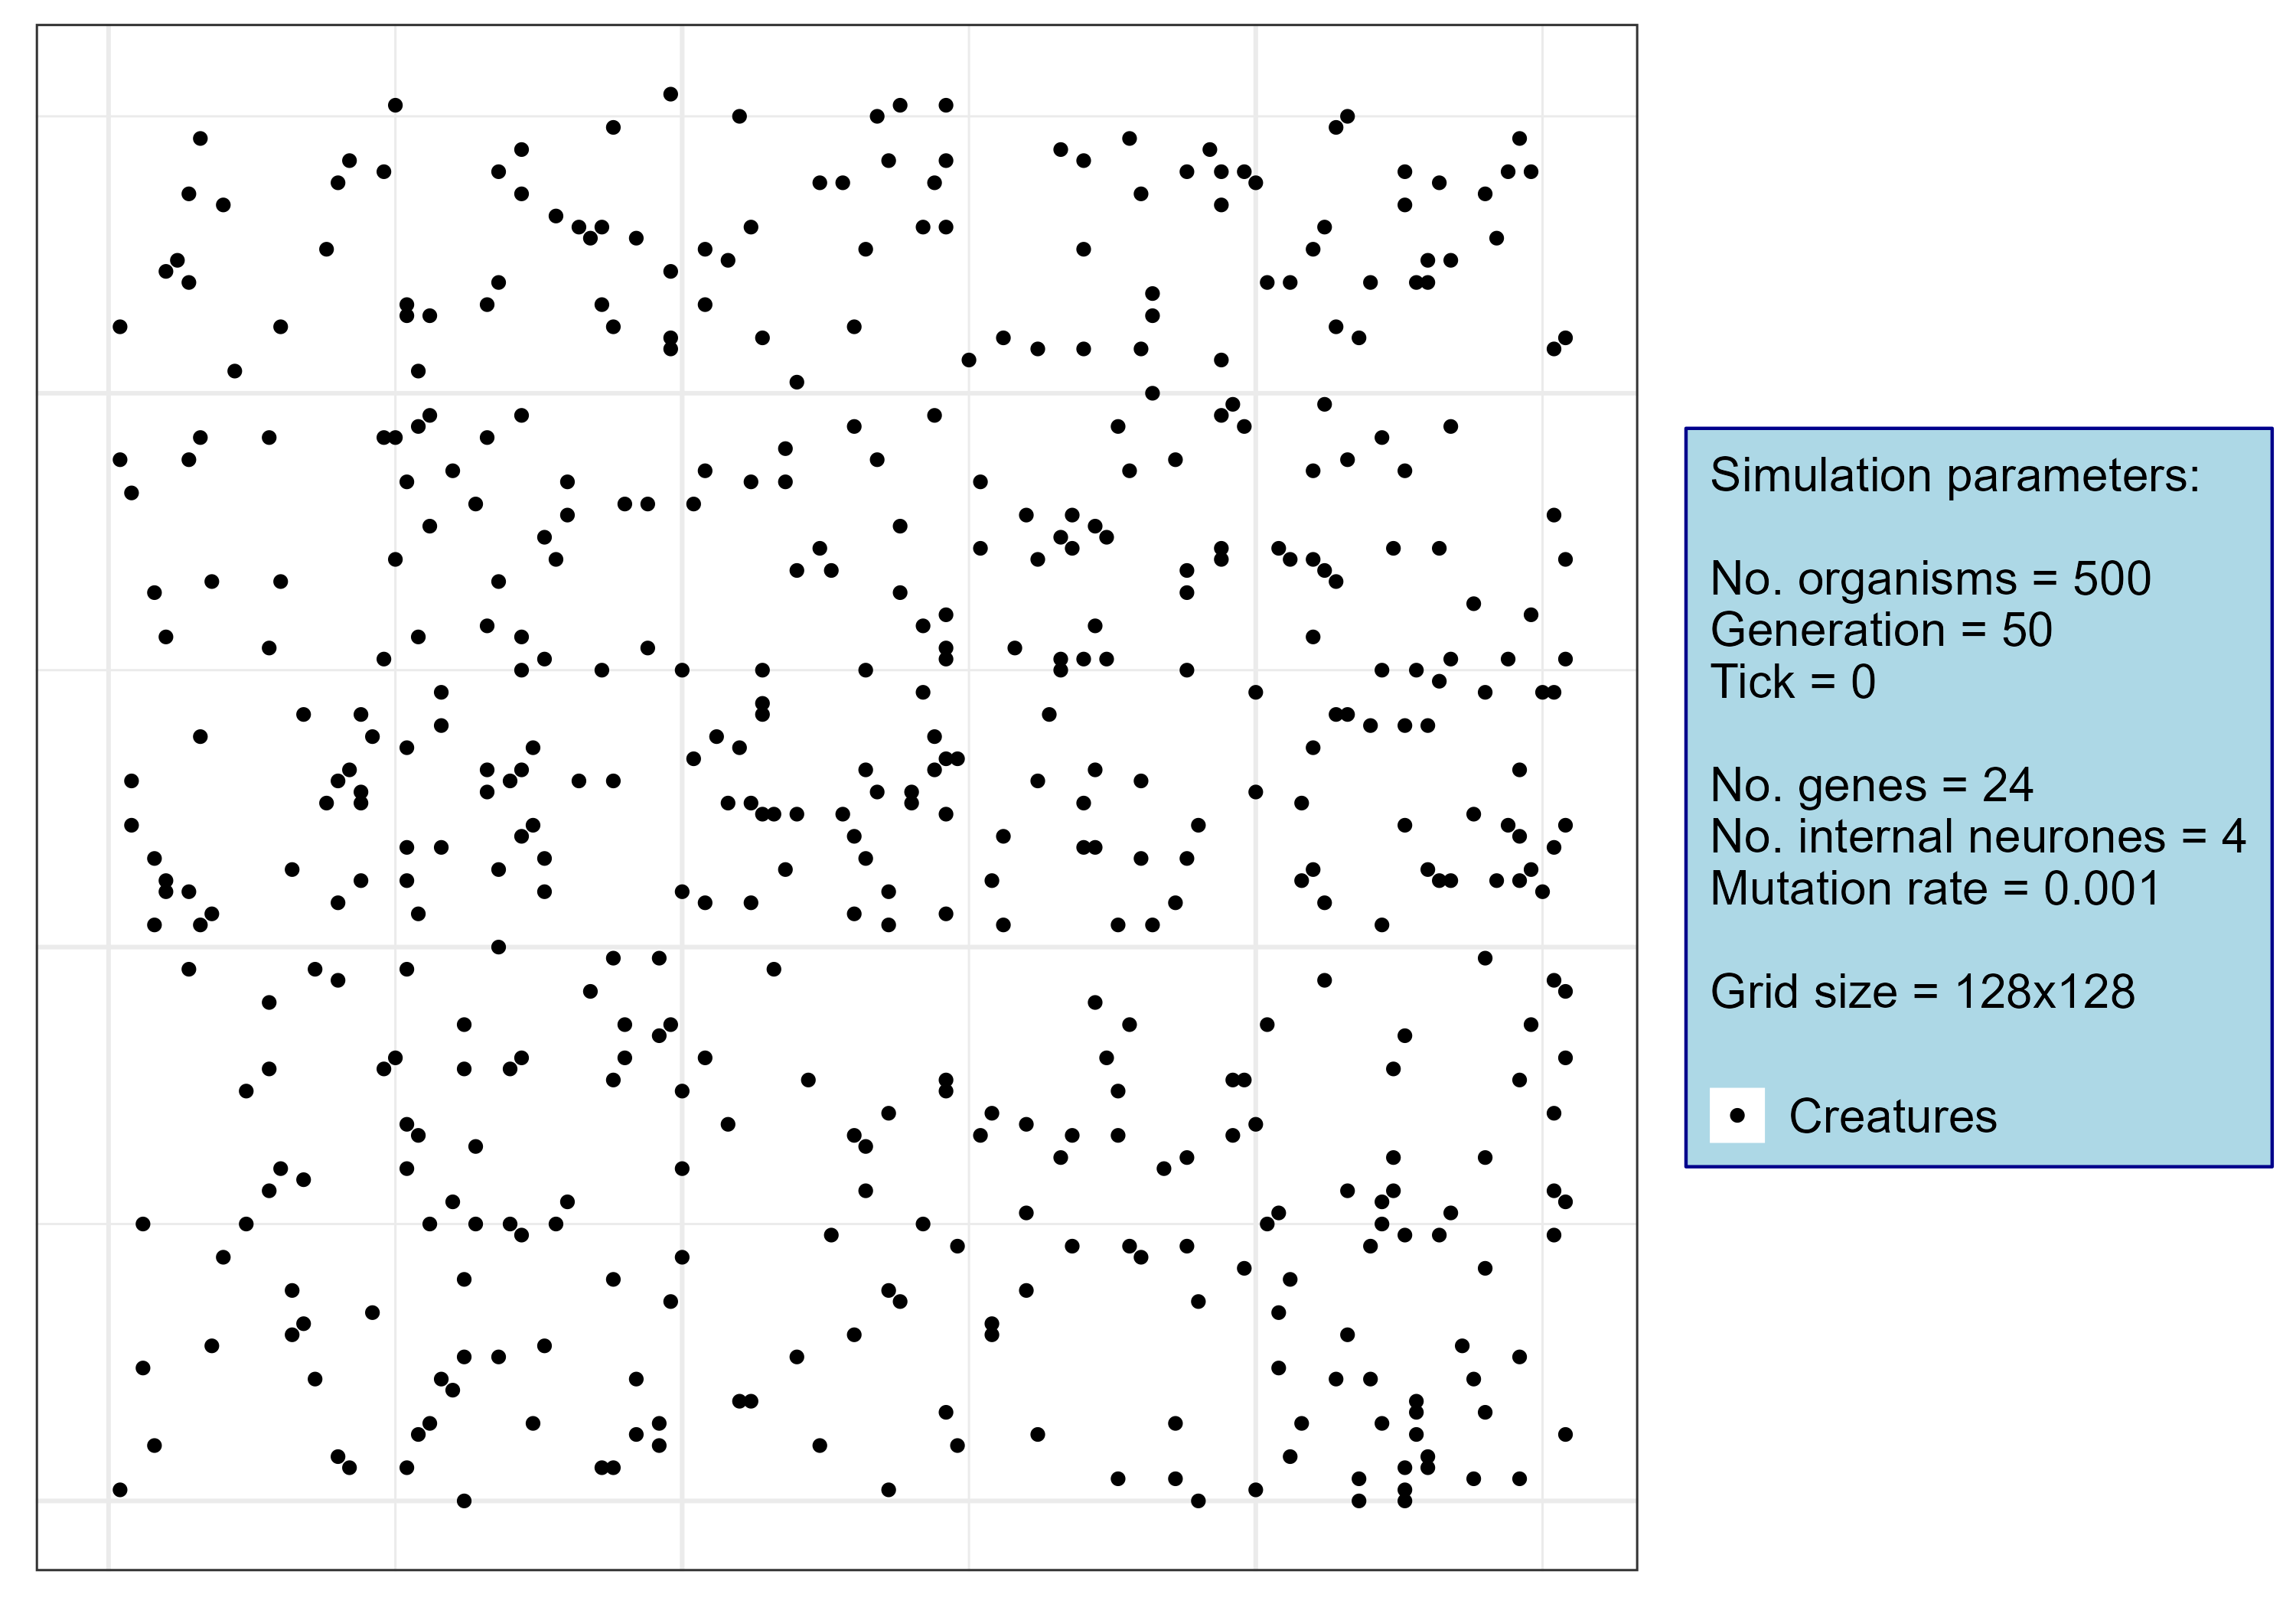 Simulation parameters:
No. organisms = 500
Generation = 50
Tick = 0
No. genes = 24
No. internal neurones = 4
Mutation rate = 0.001
Grid size = 128x128
Creatures